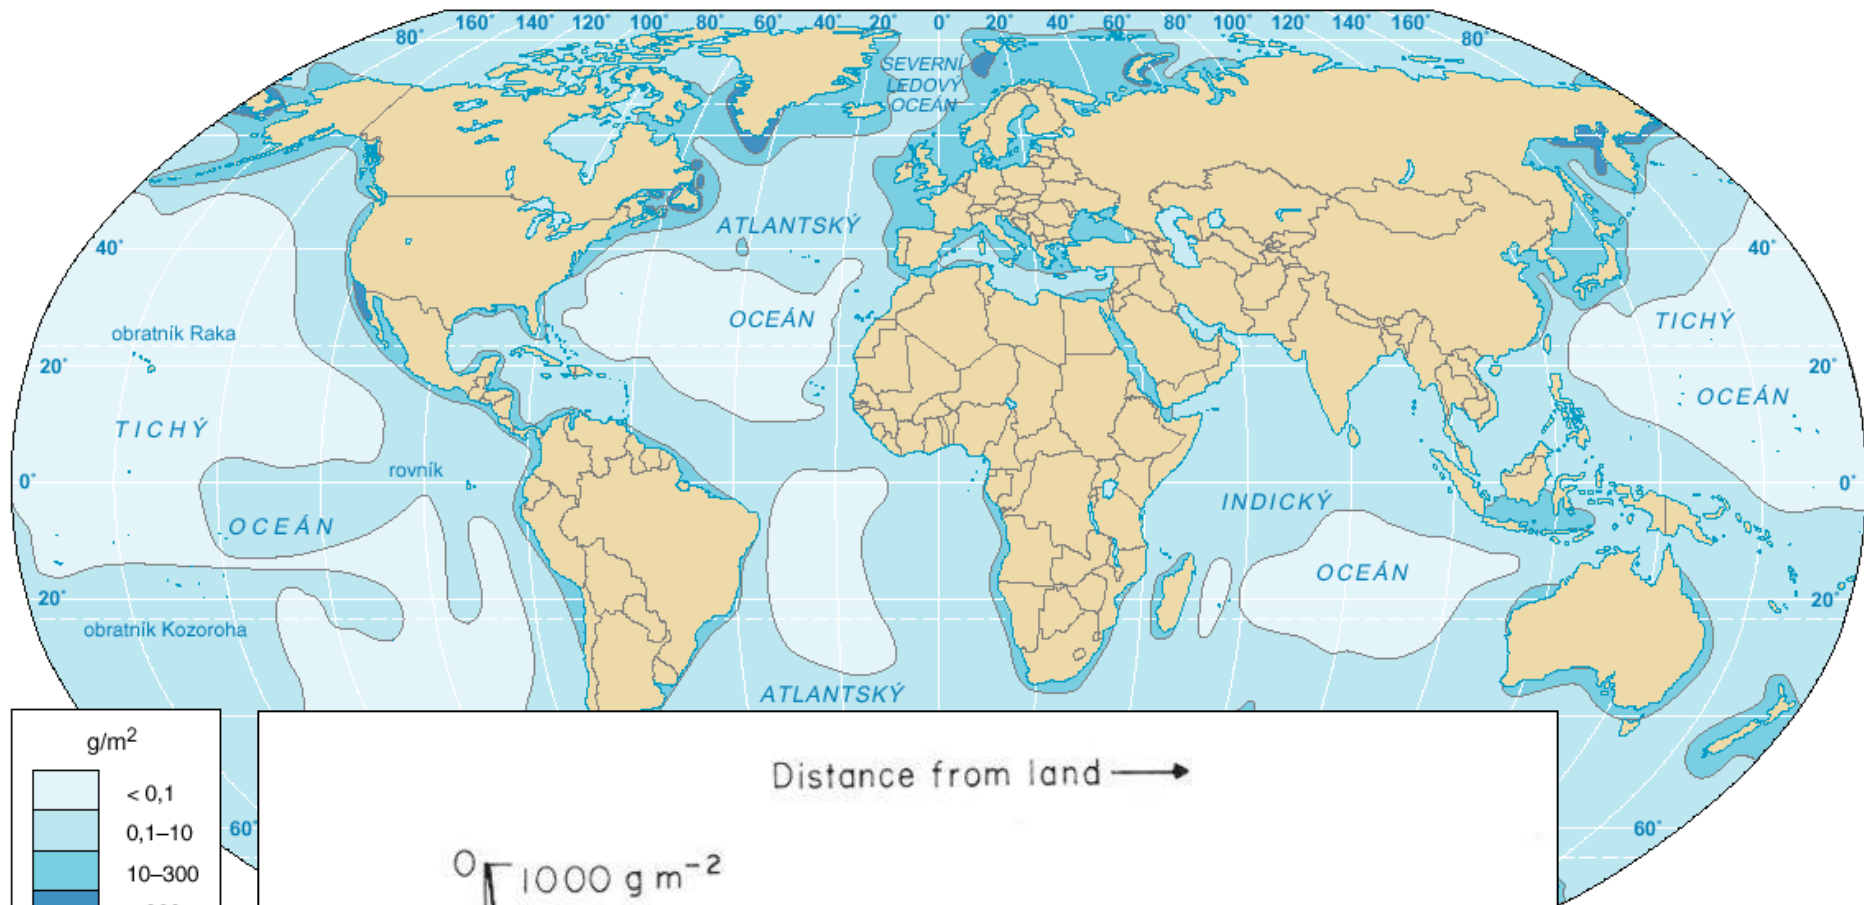 160˚ 140˚ 120˚ 100˚ 80˚ 60˚ 40˚ 20 0˚ 20˚ 40˚ 60˚ 80˚ 100˚ 120˚ 140˚ 160˚
80˚ 80˚
SEVERNÍ
LEDOVÝ
OCEÁN
ATLANTSKÝ
40˚ 40˚
OCEÁN
TICHÝ
obratník Raka
20˚ 20˚
OCEÁN
TICHÝ
rovník
0˚ 0˚
INDICKÝ
OCEÁN
OCEÁN
20˚ 20˚
obratník Kozoroha
ATLANTSKÝ
g/m²
< 0,1
0,1–10
10–300
60˚ 60˚
Distance from land
0 1000 g m⁻²